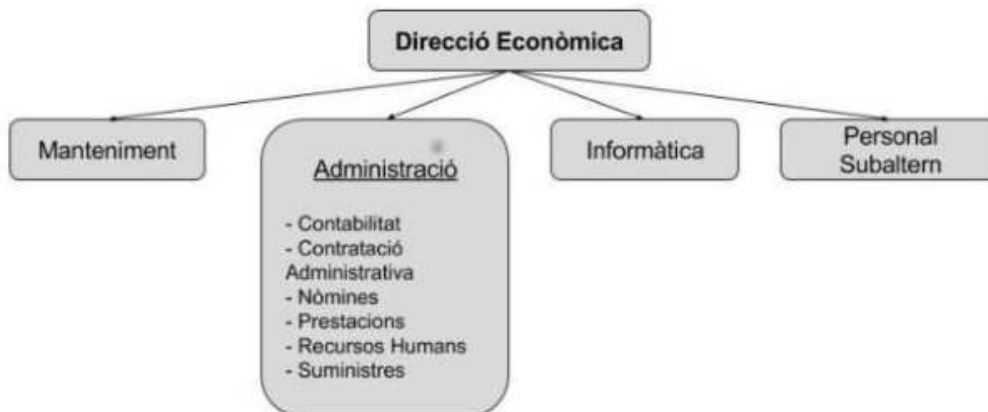 Direcció Econòmica
Manteniment
Administració
- Contabilitat
- Contratació
Administrativa
- Nòmines
- Prestacions
- Recursos Humans
- Suministres
Informàtica
Personal
Subaltern